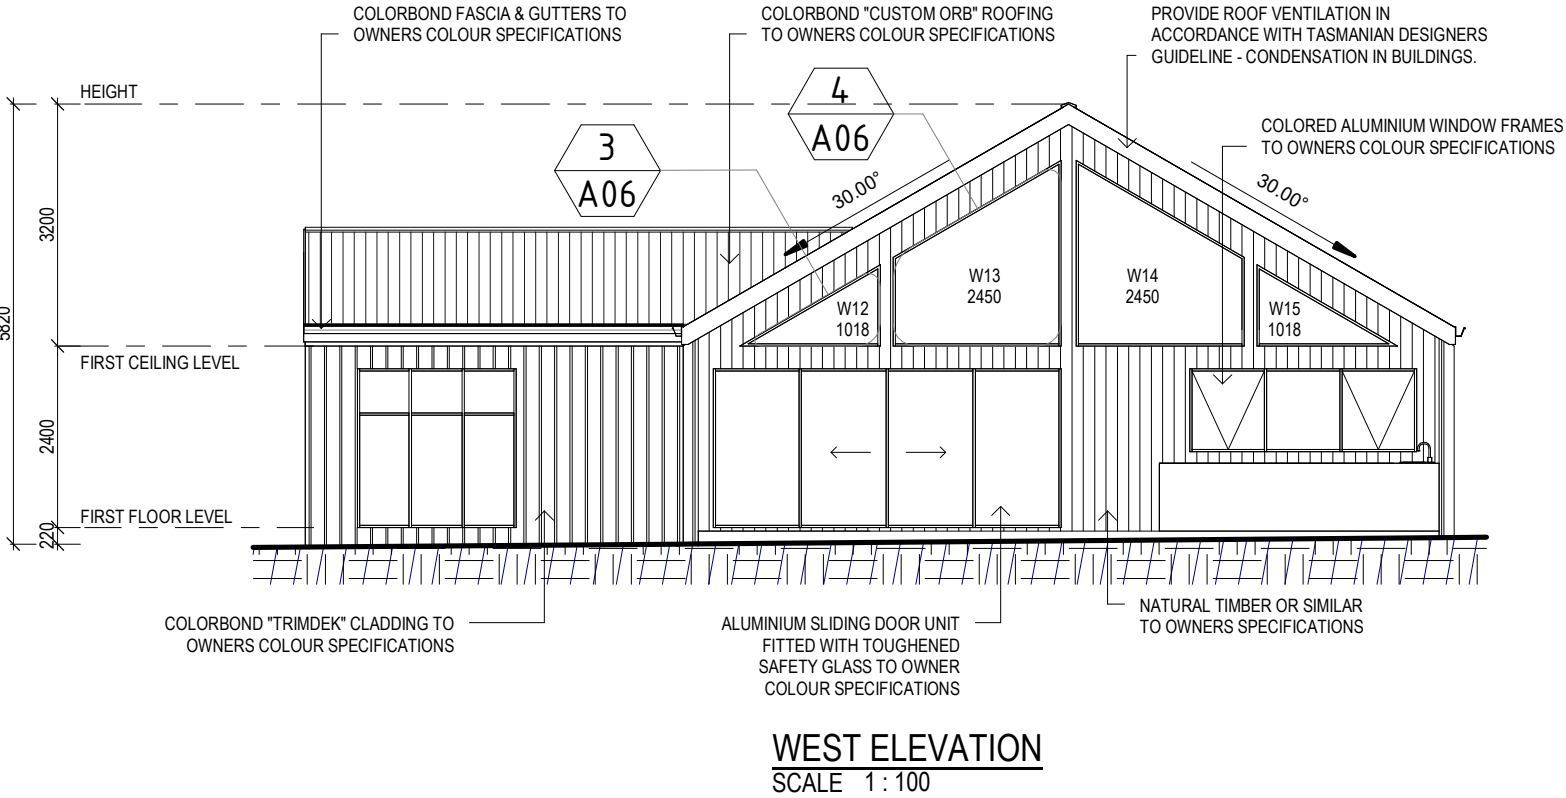 COLORBOND FASCIA & GUTTERS TO
OWNERS COLOUR SPECIFICATIONS
COLORBOND "CUSTOM ORB" ROOFING
TO OWNERS COLOUR SPECIFICATIONS
PROVIDE ROOF VENTILATION IN
ACCORDANCE WITH TASMANIAN DESIGNERS
GUIDELINE - CONDENSATION IN BUILDINGS.
HEIGHT
4
A06
3
A06
COLORED ALUMINIUM WINDOW FRAMES
TO OWNERS COLOUR SPECIFICATIONS
30.00°
30.00°
3200
5820
W12
1018
W13
2450
W14
2450
W15
1018
FIRST CEILING LEVEL
2400
FIRST FLOOR LEVEL
220
COLORBOND "TRIMDEK" CLADDING TO
OWNERS COLOUR SPECIFICATIONS
ALUMINIUM SLIDING DOOR UNIT
FITTED WITH TOUGHENED
SAFETY GLASS TO OWNER
COLOUR SPECIFICATIONS
NATURAL TIMBER OR SIMILAR
TO OWNERS SPECIFICATIONS
WEST ELEVATION
SCALE 1 : 100